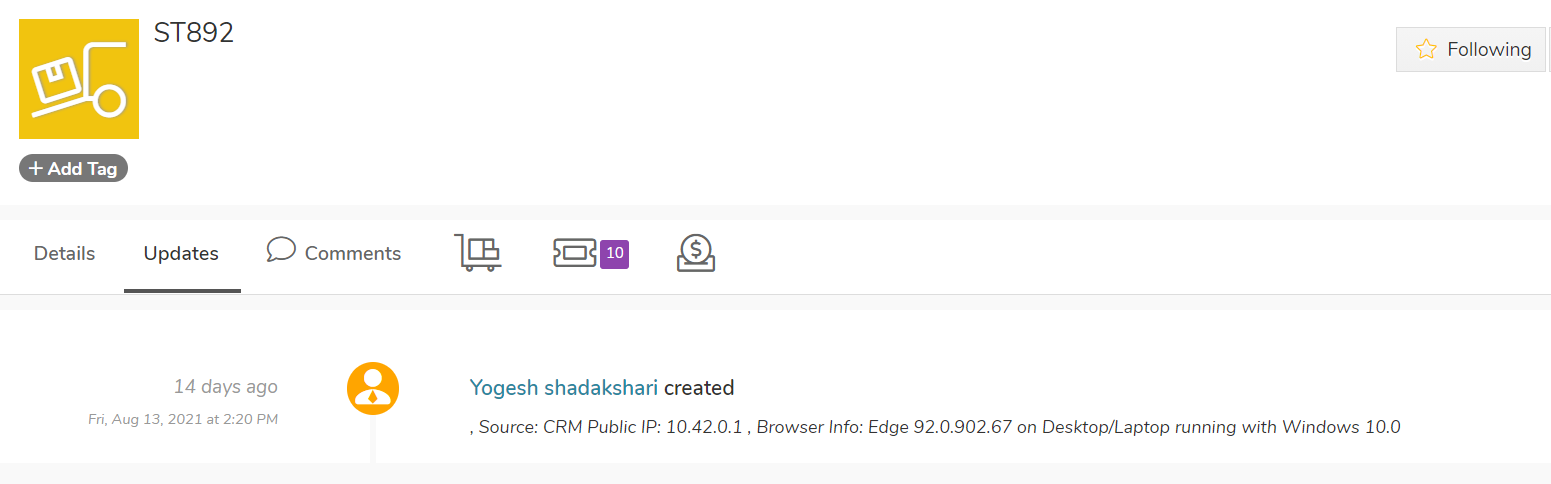 ST892
Following
+ Add Tag
Details
Updates
Comments
10
14 days ago
Fri, Aug 13, 2021 at 2:20 PM
Yogesh shadakshari created
, Source: CRM Public IP: 10.42.0.1 , Browser Info: Edge 92.0.902.67 on Desktop/Laptop running with Windows 10.0